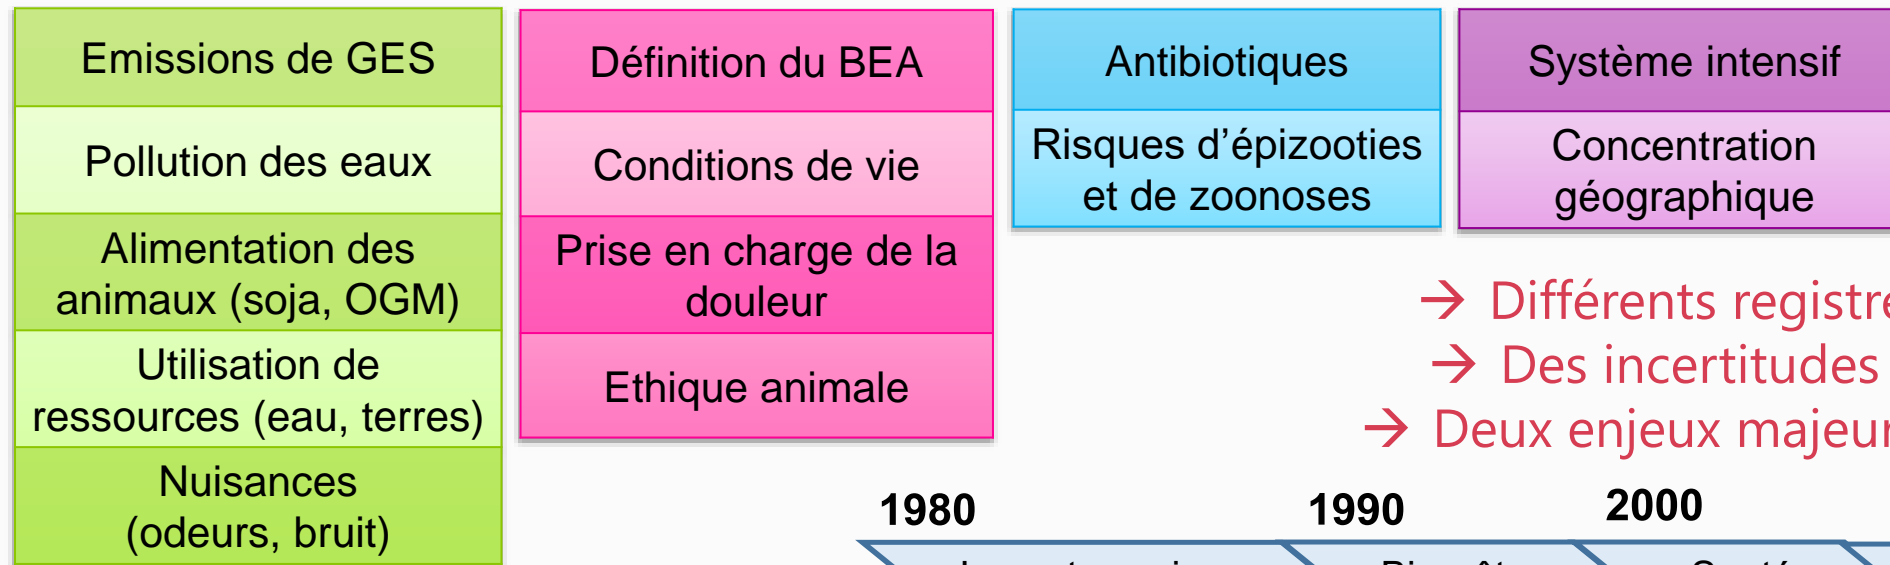 Emissions de GES
Pollution des eaux
Alimentation des
animaux (soja, OGM)
Utilisation de
ressources (eau, terres)
Nuisances
(odeurs, bruit)
Définition du BEA
Conditions de vie
Prise en charge de la
douleur
Ethique animale
Antibiotiques
Risques d'épizooties
et de zoonoses
Système intensif
Concentration
géographique
→ Différents registre
→ Des incertitudes
→ Deux enjeux majeur
1980
1990
2000